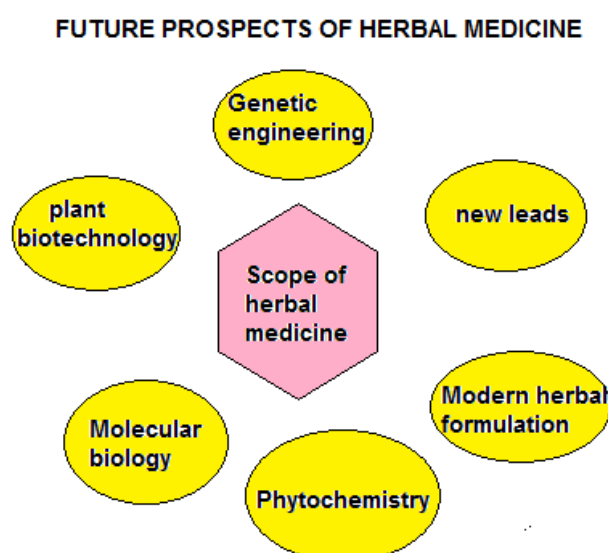 FUTURE PROSPECTS OF HERBAL MEDICINE
Genetic
engineering
plant
biotechnology
new leads
Scope of
herbal
medicine
Modern herbal
formulation
Molecular
biology
Phytochemistry